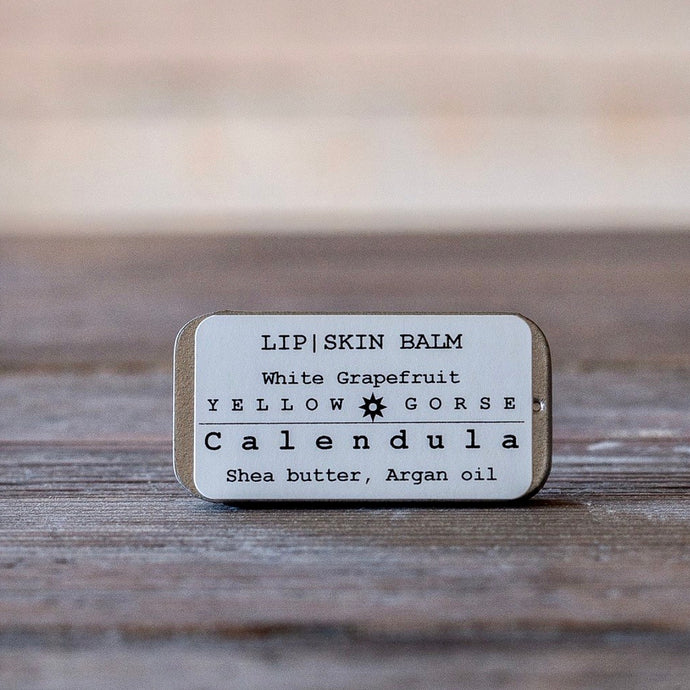 LIP|SKIN BALM
White Grapefruit
YELLOW GORSE
Calendula
Shea butter, Argan oil